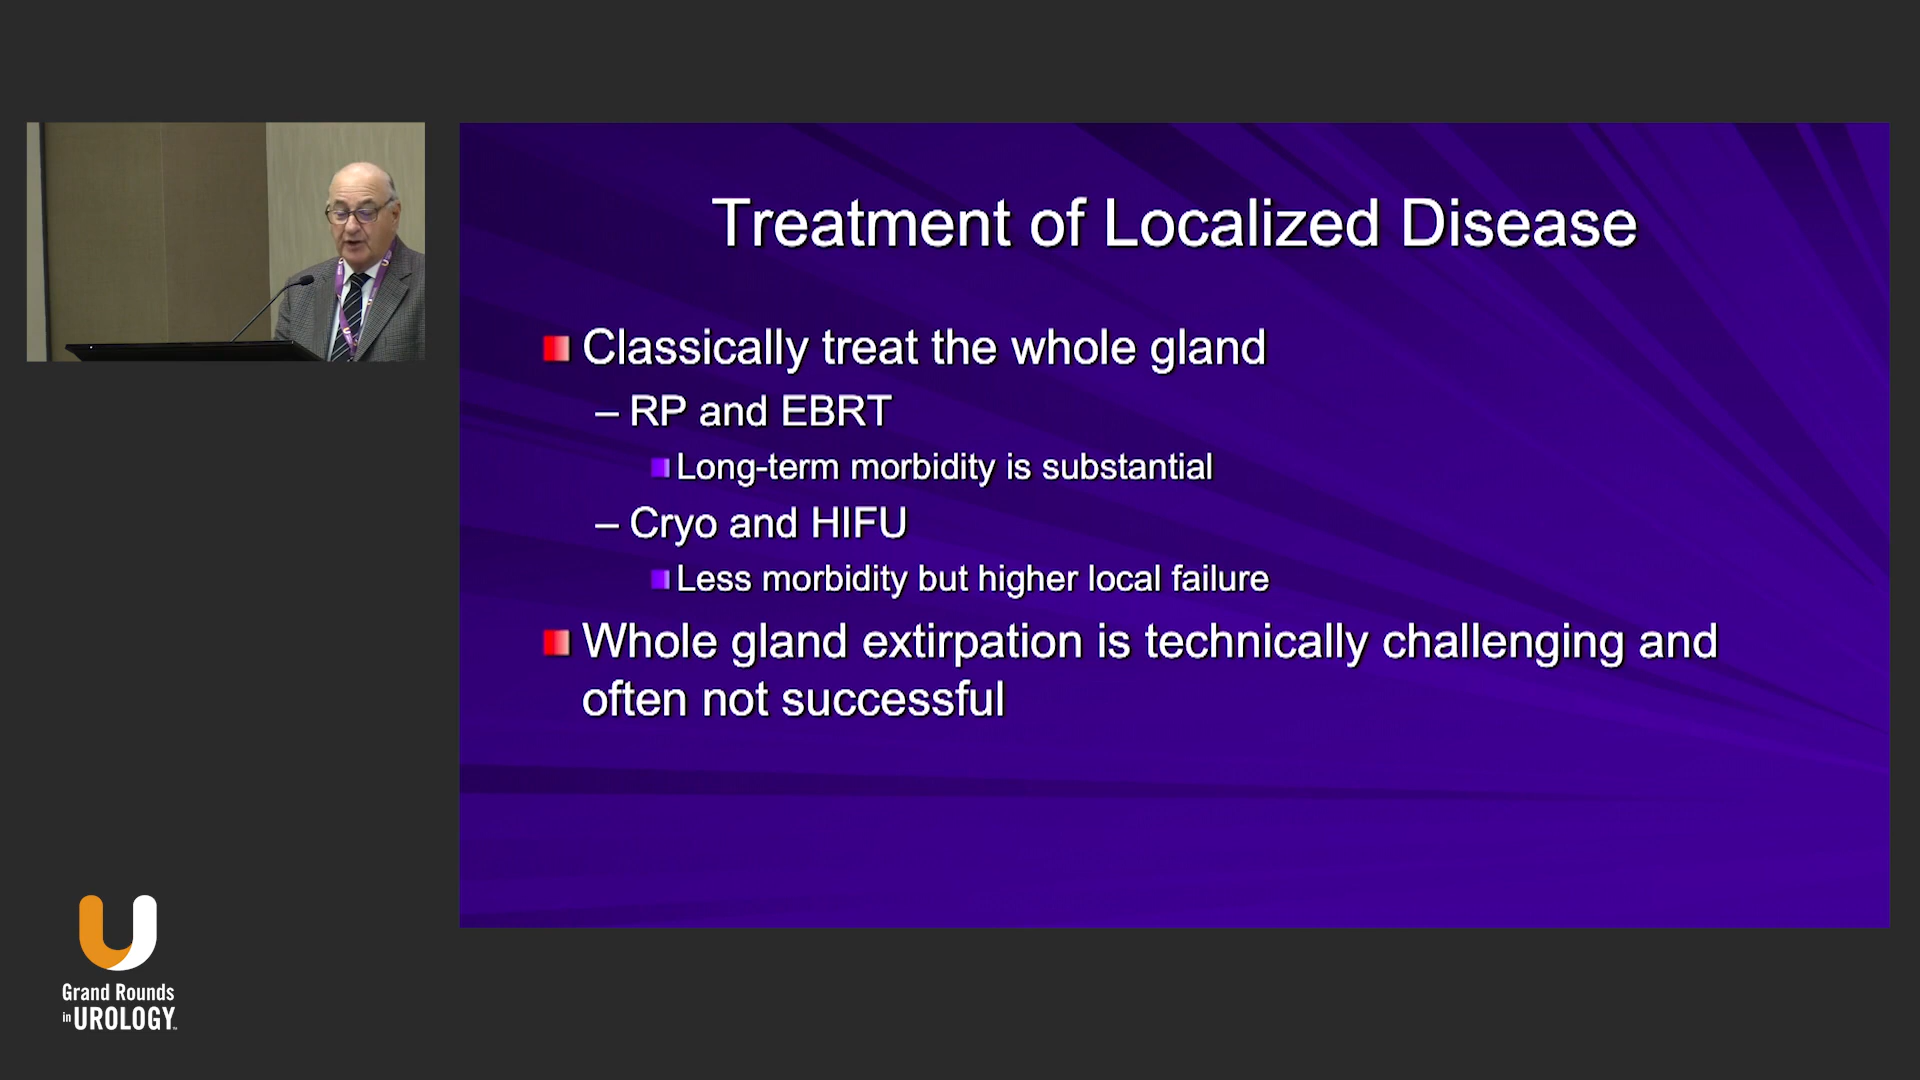 Treatment of Localized Disease
Classically treat the whole gland
– RP and EBRT
Long-term morbidity is substantial
– Cryo and HIFU
Less morbidity but higher local failure
Whole gland extirpation is technically challenging and
often not successful
Grand Rounds
in UROLOGY